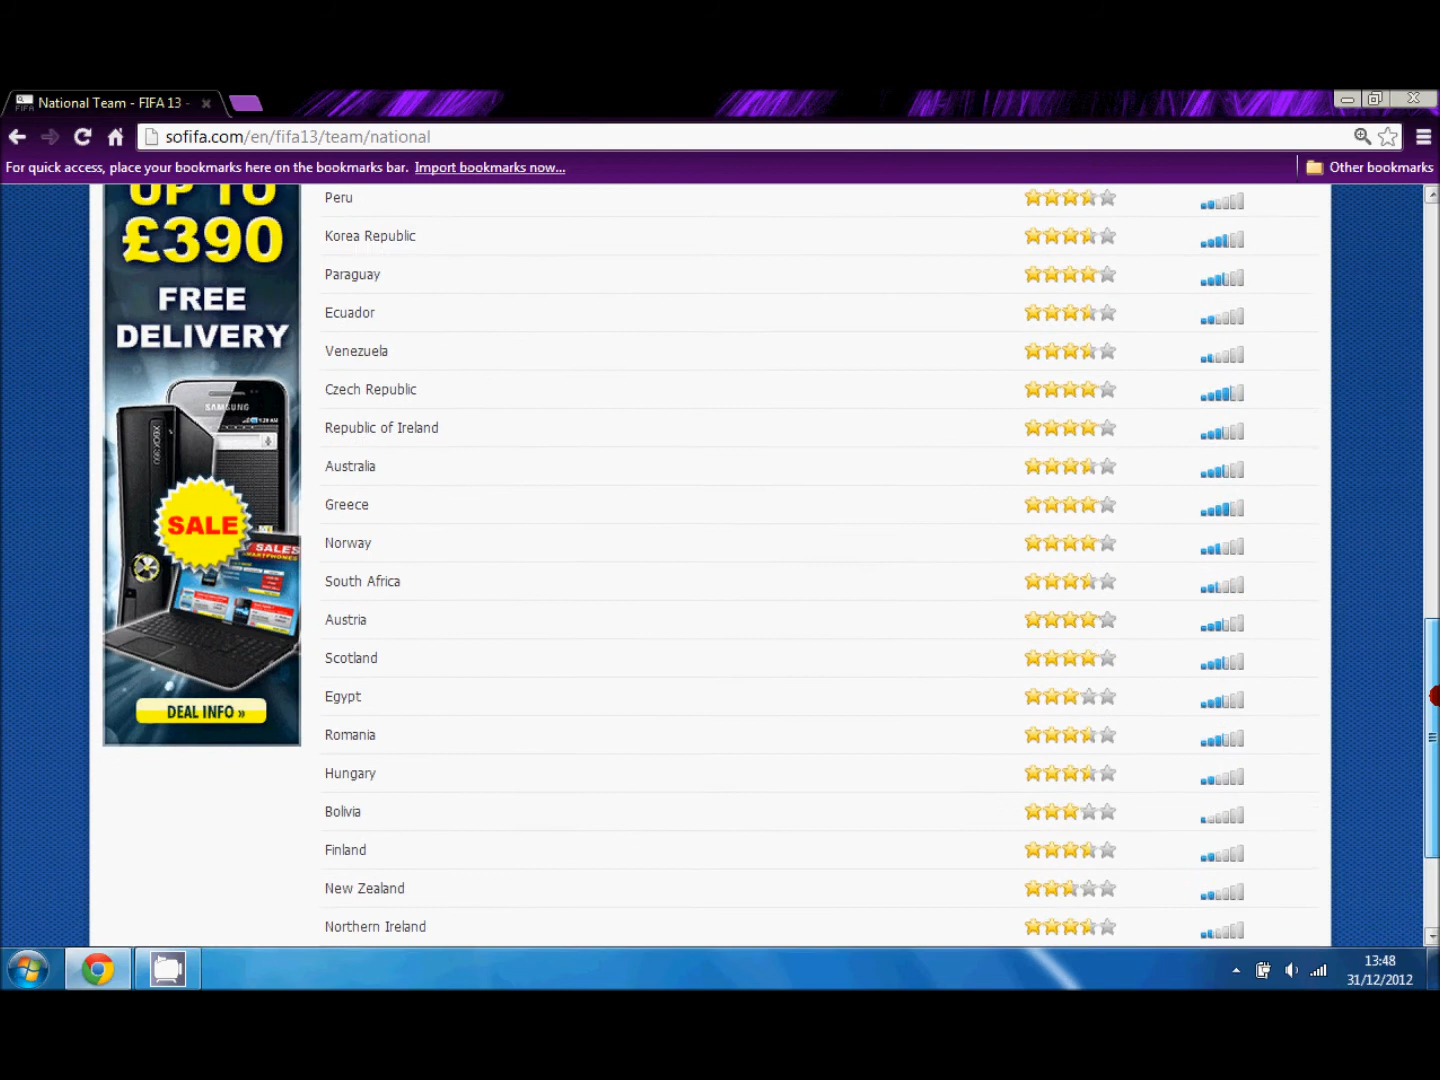 National Team - FIFA 13 -
sofifa.com/en/fifa13/team/national
For quick access, place your bookmarks here on the bookmarks bar. Import bookmarks now...
Other bookmarks
UP TO
£390
FREE
DELIVERY
SAMSUNG
XBOX 360
SALE
DEAL INFO »
Peru
Korea Republic
Paraguay
Ecuador
Venezuela
Czech Republic
Republic of Ireland
Australia
Greece
Norway
South Africa
Austria
Scotland
Egypt
Romania
Hungary
Bolivia
Finland
New Zealand
Northern Ireland
13:48
31/12/2012